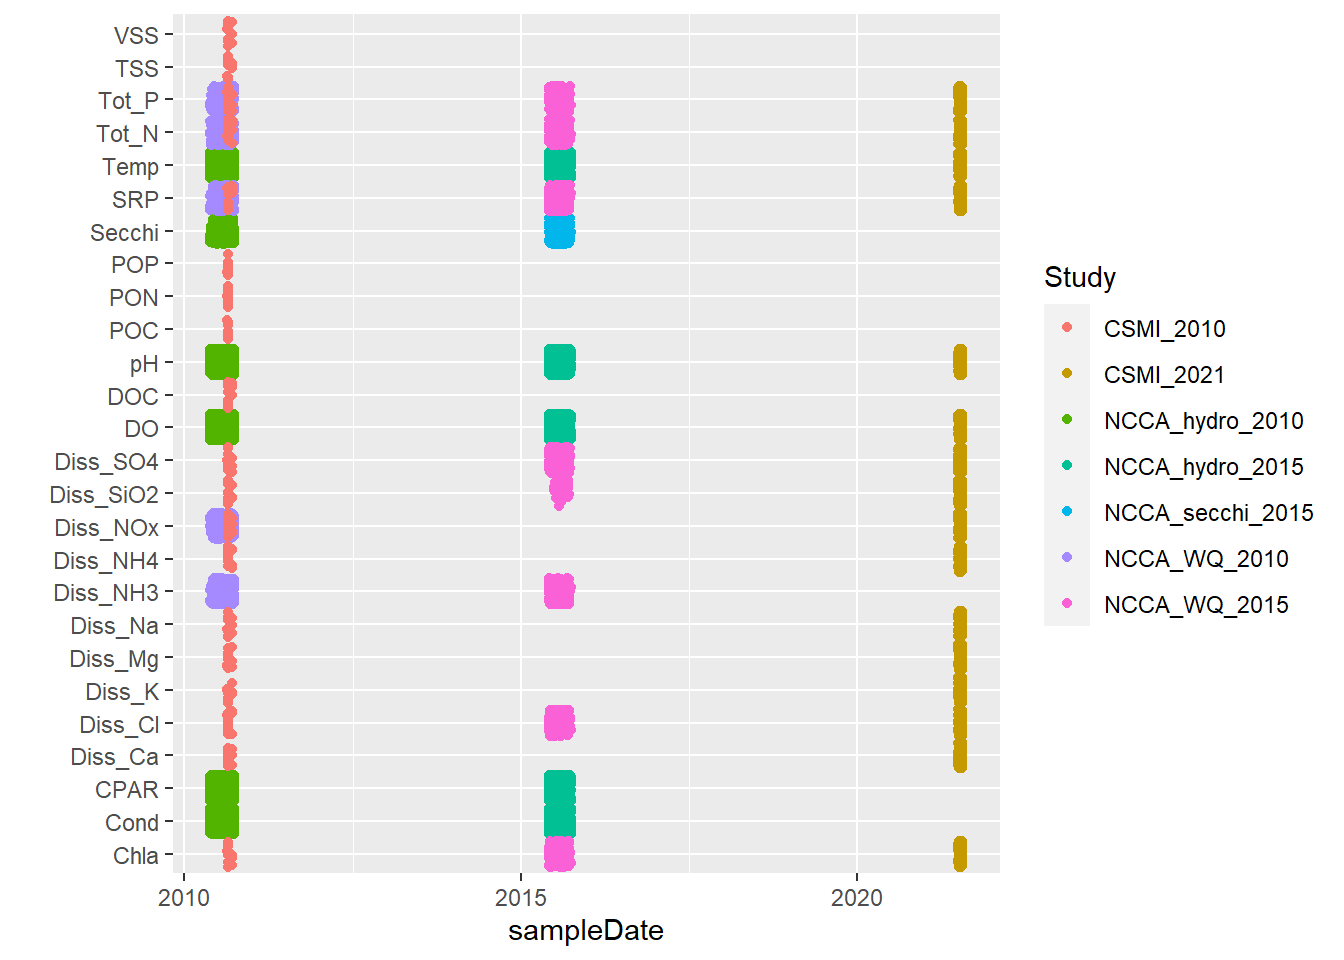 VSS
TSS
Tot_P
Tot_N
Temp
SRP
Secchi
POP
PON
POC
pH
DOC
DO
Diss_SO4
Diss_SiO2
Diss_NOx
Diss_NH4
Diss_NH3
Diss_Na
Diss_Mg
Diss_K
Diss_Cl
Diss_Ca
CPAR
Cond
Chla
2010 2015 2020
sampleDate
Study
CSMI_2010
CSMI_2021
NCCA_hydro_2010
NCCA_hydro_2015
NCCA_secchi_2015
NCCA_WQ_2010
NCCA_WQ_2015